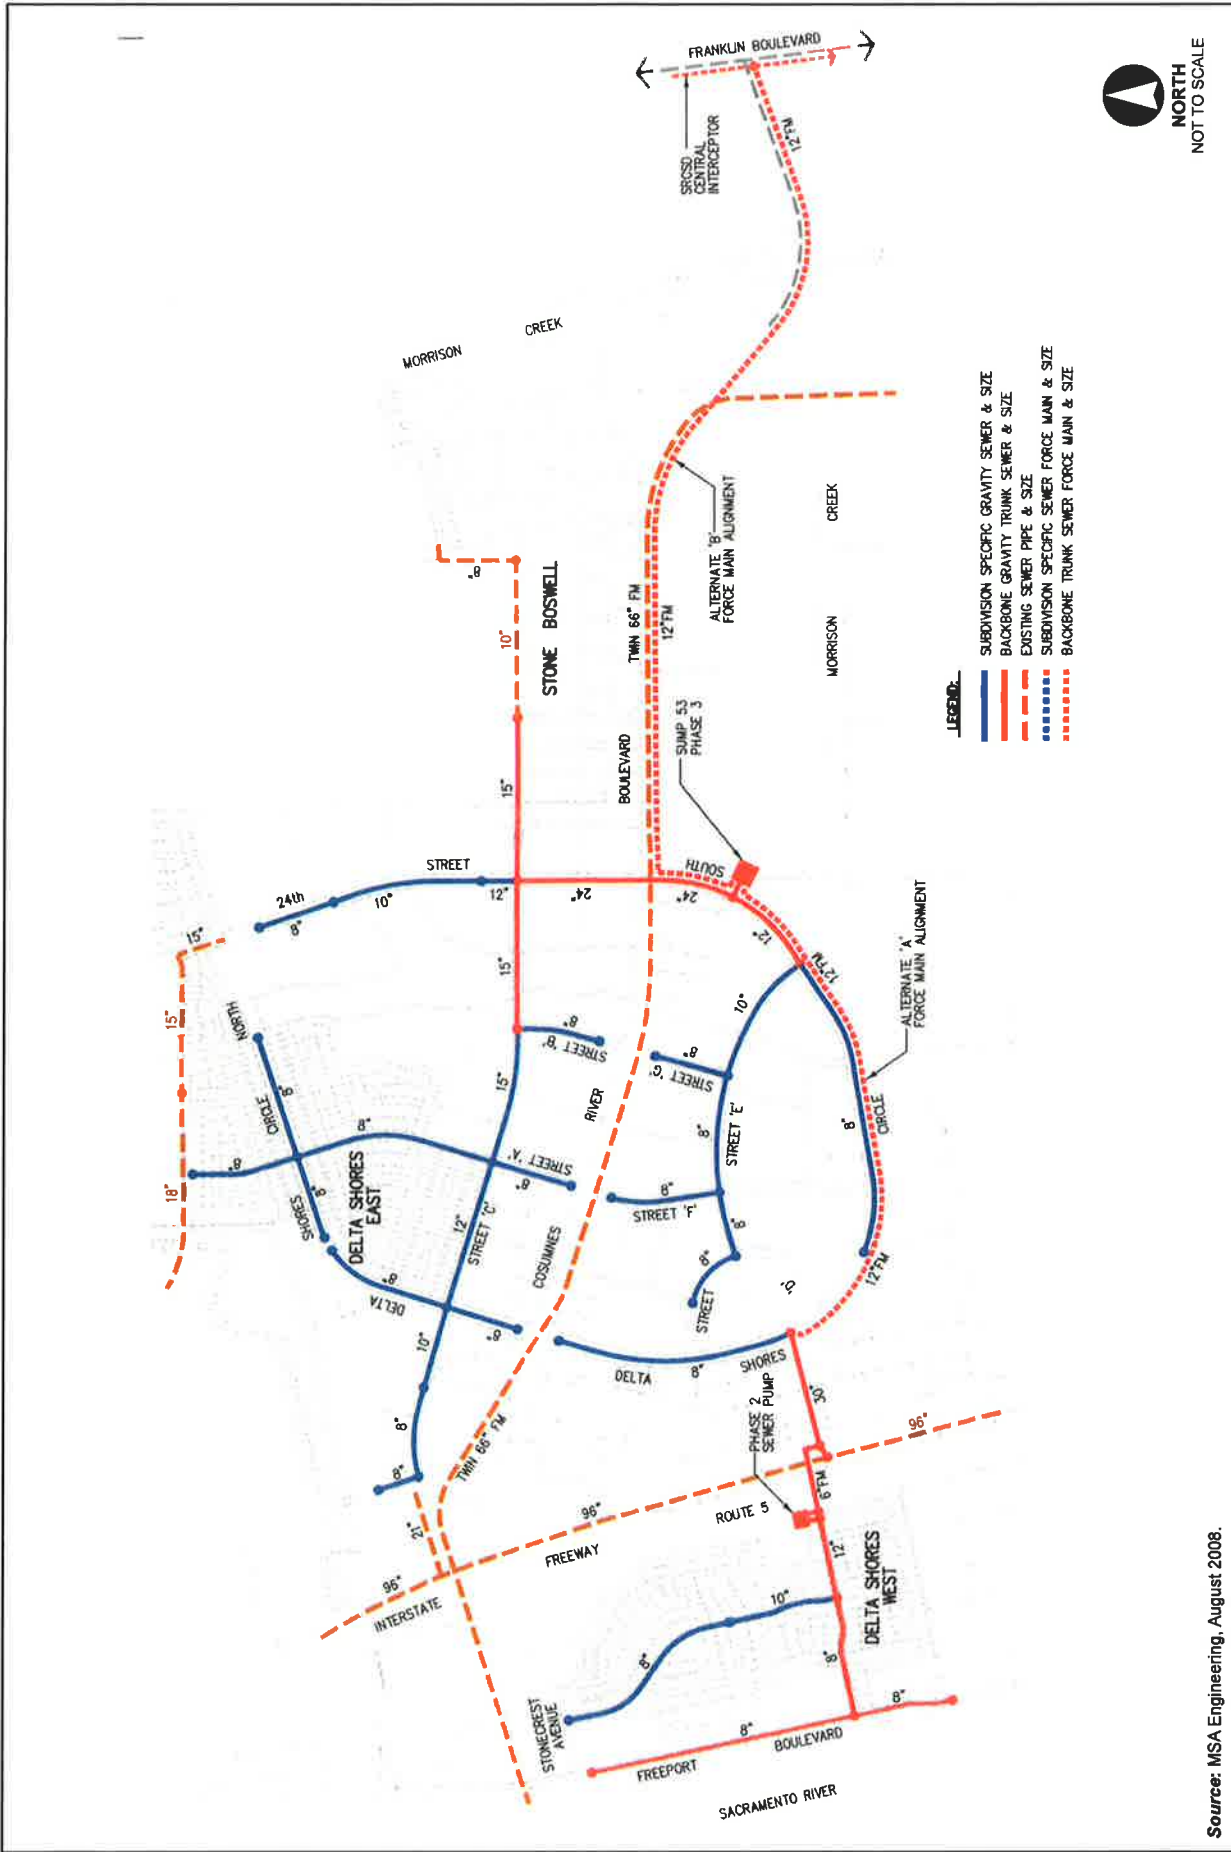 FRANKLIN BOULEVARD
SRCSD
CENTRAL
INTERCEPTOR
12"FM
NORTH
NOT TO SCALE
MORRISON
CREEK
8"
10"
STONE BOSWELL
TWIN 66" FM
12"FM
ALTERNATE 'B'
FORCE MAIN ALIGNMENT
MORRISON
CREEK
BOULEVARD
SUMP 53
PHASE 3
15"
24th
STREET
8"
10"
12"
24"
24"
SOUTH
12"
12"FM
ALTERNATE 'A'
FORCE MAIN ALIGNMENT
15"
15"
18"
NORTH
CIRCLE
SHORES
DELTA
8"
8"
8"
8"
8"
8"
DELTA SHORES
EAST
15"
15"
8"
STREET 'B'
STREET 'A'
8"
12"
STREET 'C'
10"
8"
8"
21"
RIVER
COSUMNES
TWIN 66" FM
8"
STREET 'G'
10"
8"
STREET 'E'
8"
STREET 'F'
8"
8"
STREET
'D'
8"
CIRCLE
12"FM
DELTA
8"
SHORES
30"
PHASE 2
SEWER PUMP
6"FM
96"
96"
96"
INTERSTATE
FREEWAY
ROUTE 5
12"
DELTA SHORES
WEST
10"
8"
8"
8"
8"
STONECREST
AVENUE
FREEPORT
BOULEVARD
SACRAMENTO RIVER
LEGEND:
SUBDIVISION SPECIFIC GRAVITY SEWER & SIZE
BACKBONE GRAVITY TRUNK SEWER & SIZE
EXISTING SEWER PIPE & SIZE
SUBDIVISION SPECIFIC SEWER FORCE MAIN & SIZE
BACKBONE TRUNK SEWER FORCE MAIN & SIZE
Source: MSA Engineering, August 2008.